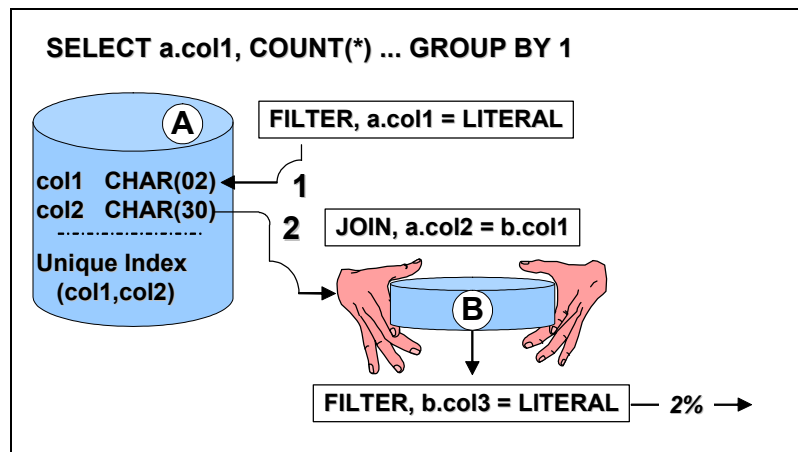 SELECT a.col1, COUNT(*) ... GROUP BY 1
A
FILTER, a.col1 = LITERAL
col1 CHAR(02)
1
col2 CHAR(30)
2
JOIN, a.col2 = b.col1
Unique Index
(col1,col2)
B
FILTER, b.col3 = LITERAL
2%